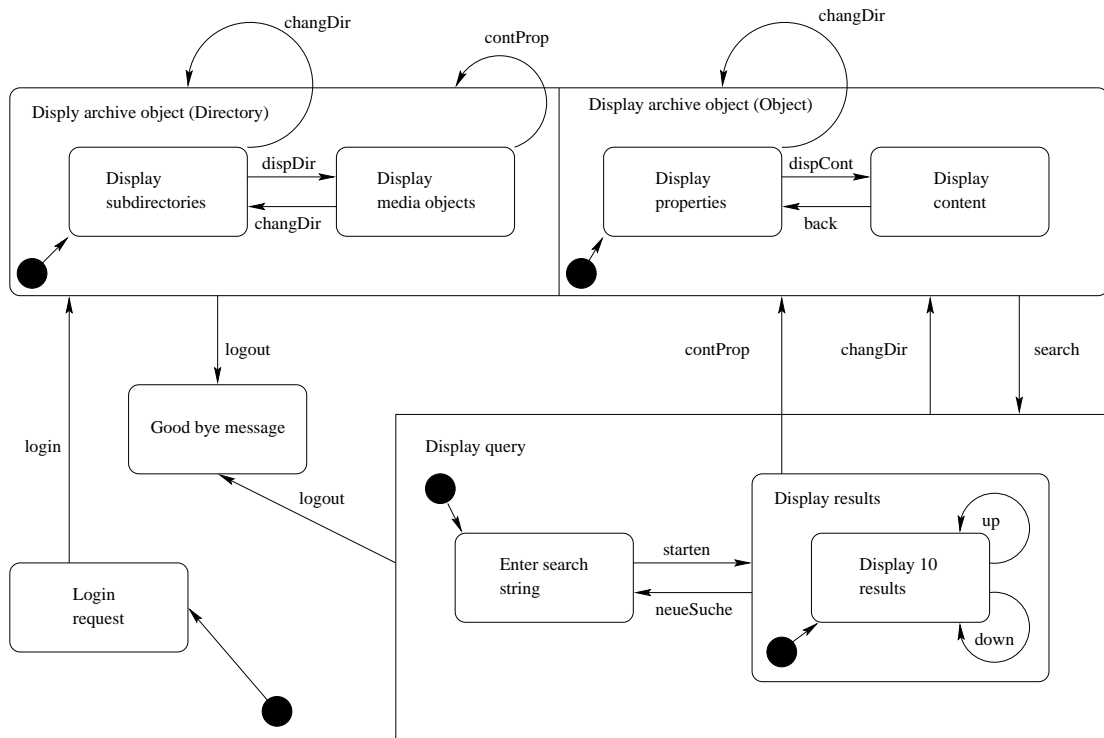 changDir
contProp
changDir
Disply archive object (Directory)
Display archive object (Object)
Display
subdirectories
dispDir
changDir
Display
media objects
Display
properties
dispCont
back
Display
content
logout
contProp
changDir
search
Good bye message
login
Display query
logout
Display results
up
Enter search
string
starten
neueSuche
Display 10
results
down
Login
request